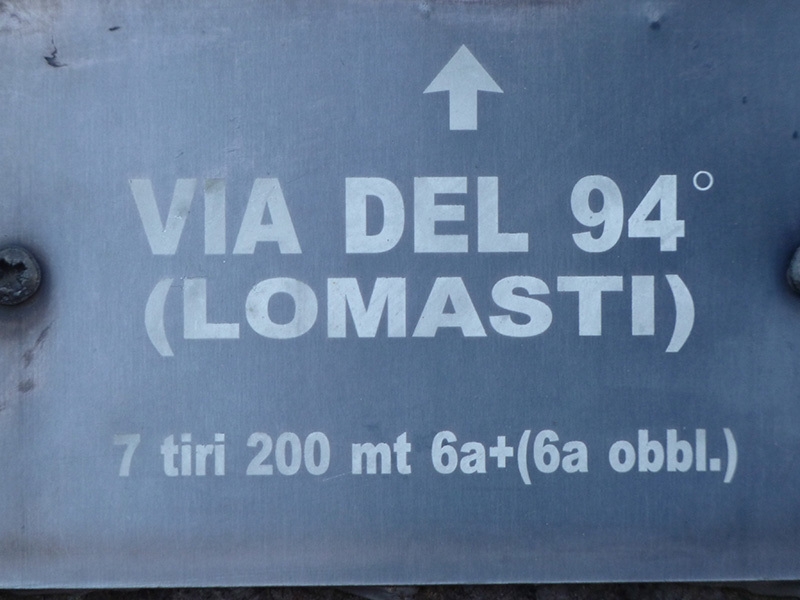 VIA DEL 94°
(LOMASTI)
7 tiri 200 mt 6a+(6a obbl.)